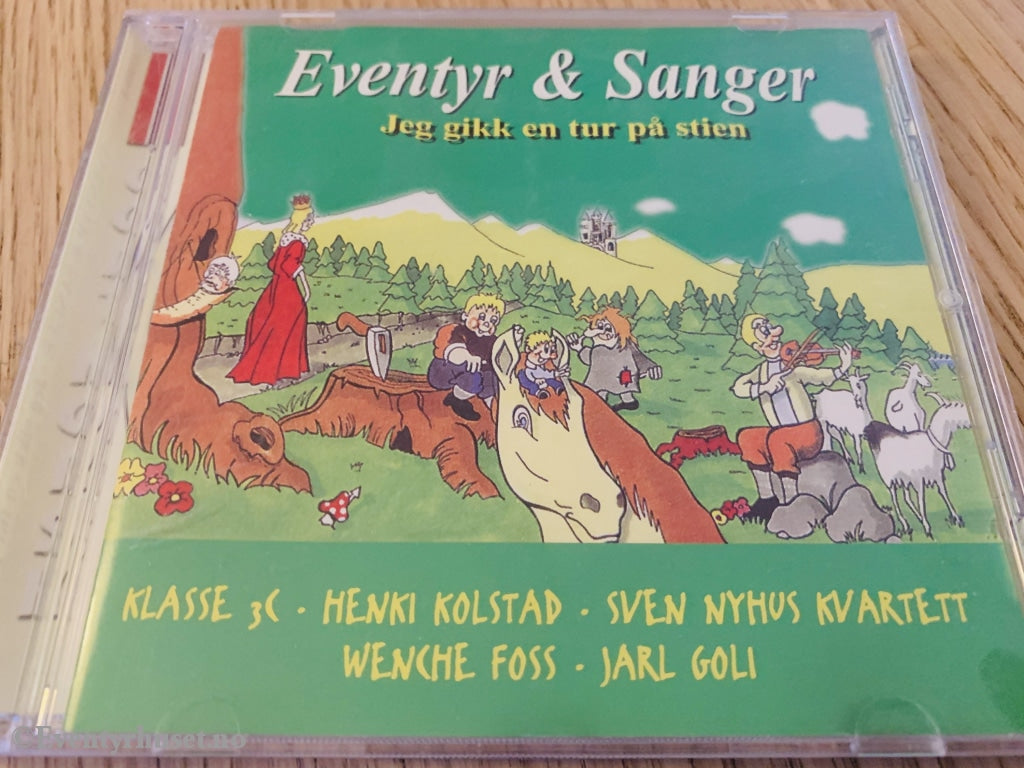 Eventyr & Sanger
Jeg gikk en tur på stien
KLASSE 3C · HENKI KOLSTAD · SVEN NYHUS KVARTETT
WENCHE FOSS · JARL GOLI
©Eventyrhuset.no